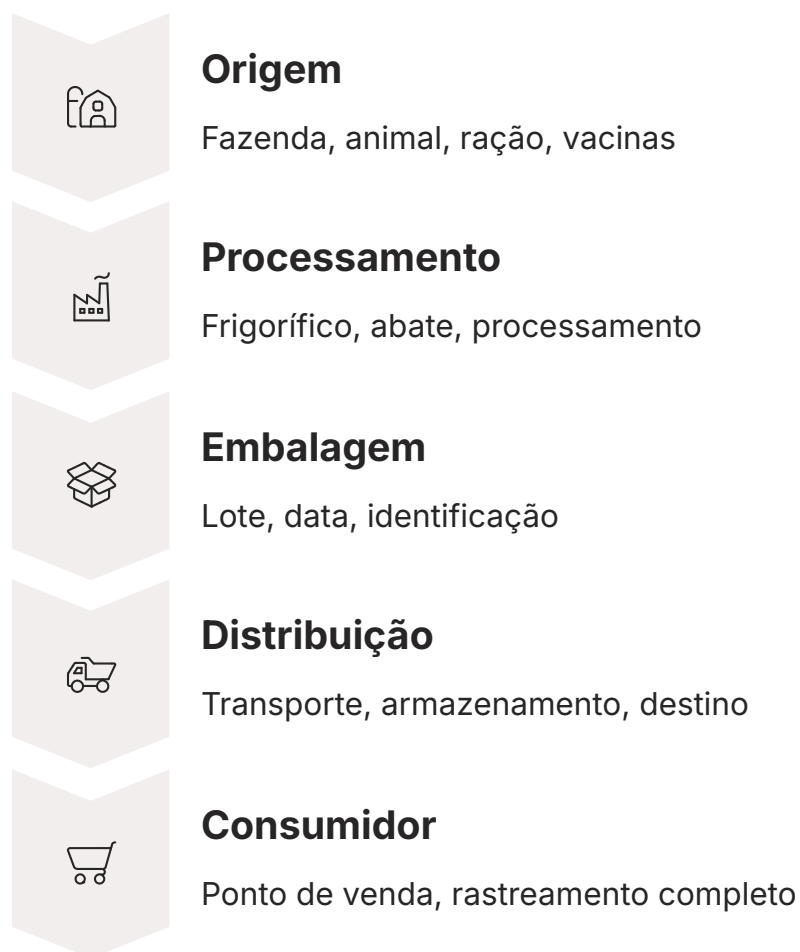 Origem
Fazenda, animal, ração, vacinas
Processamento
Frigorífico, abate, processamento
Embalagem
Lote, data, identificação
Distribuição
Transporte, armazenamento, destino
Consumidor
Ponto de venda, rastreamento completo